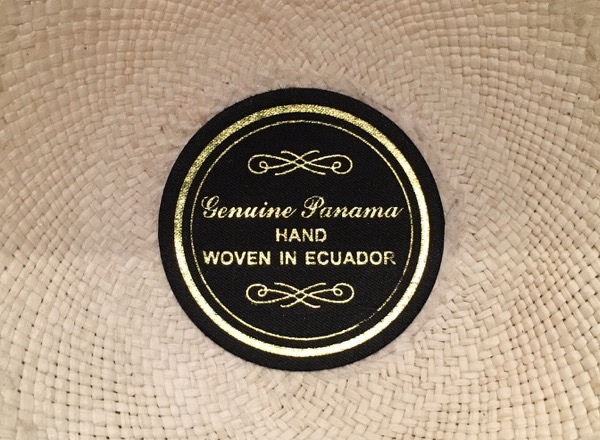 Genuine Panama
HAND
WOVEN IN ECUADOR